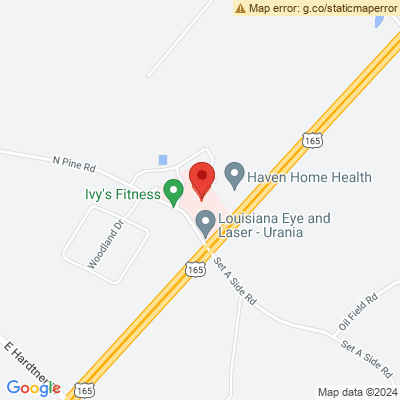 Map error: g.co/staticmaperror
165
N Pine Rd
Haven Home Health
Ivy's Fitness
Louisiana Eye and
Laser - Urania
Woodland Dr
165
Set A Side Rd
Oil Field Rd
Set A Side Rd
E Hardtner
165
Google
Map data ©2024